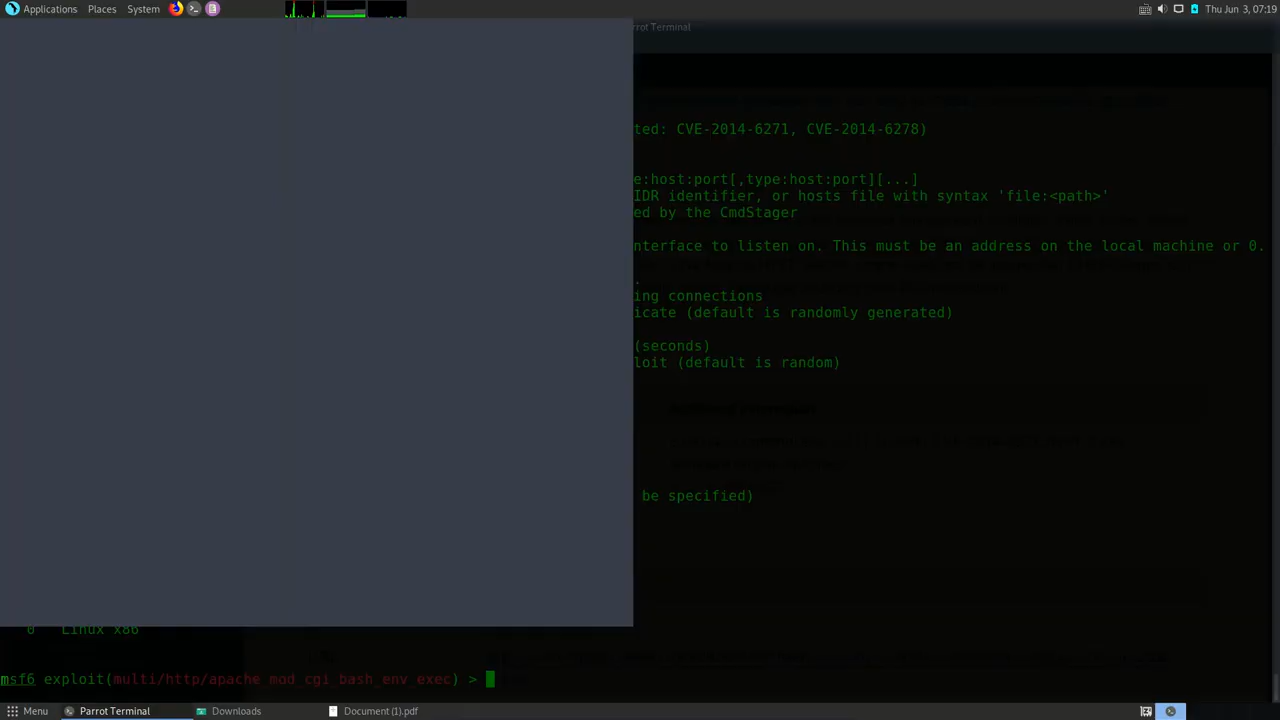 Applications Places System Thu Jun 3, 07:19
rot Terminal
ted: CVE-2014-6271, CVE-2014-6278)
e:host:port[,type:host:port][...]
IDR identifier, or hosts file with syntax 'file:<path>'
ed by the CmdStager
nterface to listen on. This must be an address on the local machine or 0.
.
ing connections
icate (default is randomly generated)
(seconds)
loit (default is random)
be specified)
0 Linux x86
msf6 exploit(multi/http/apache_mod_cgi_bash_env_exec) >
Menu Parrot Terminal Downloads Document (1).pdf